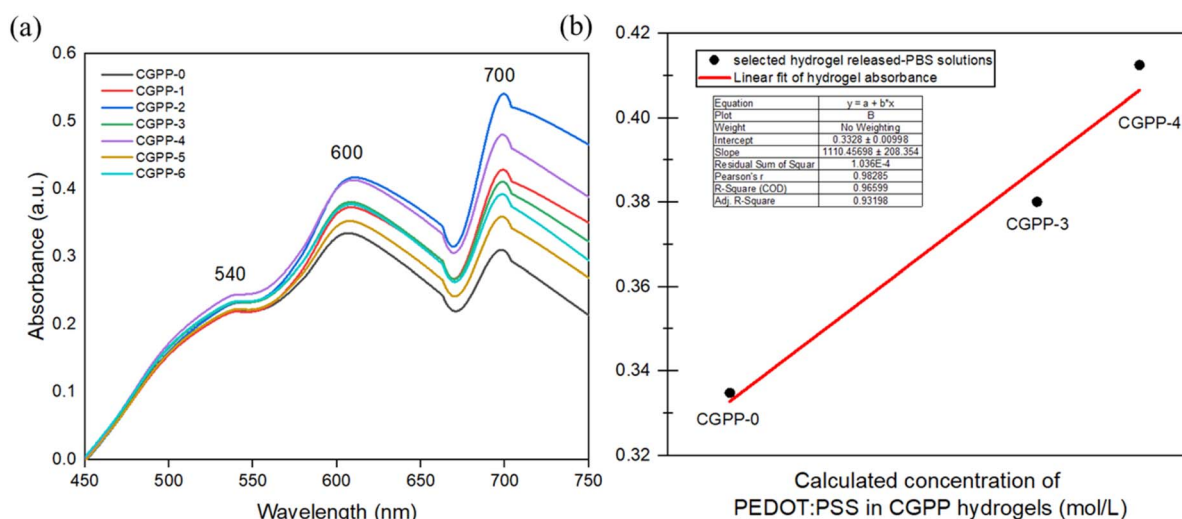 (a)
0.6
0.5
0.4
0.3
0.2
0.1
0.0
Absorbance (a.u.)
CGPP-0
CGPP-1
CGPP-2
CGPP-3
CGPP-4
CGPP-5
CGPP-6
540
600
700
450 500 550 600 650 700 750
Wavelength (nm)
(b)
0.42
0.40
0.38
0.36
0.34
0.32
selected hydrogel released-PBS solutions
Linear fit of hydrogel absorbance
Equation y = a + b*x
Plot B
Weight No Weighting
Intercept 0.3328 ± 0.00998
Slope 1110.45698 ± 208.354
Residual Sum of Squar 1.036E-4
Pearson's r 0.98285
R-Square (COD) 0.96599
Adj. R-Square 0.93198
CGPP-4
CGPP-3
CGPP-0
Calculated concentration of
PEDOT:PSS in CGPP hydrogels (mol/L)